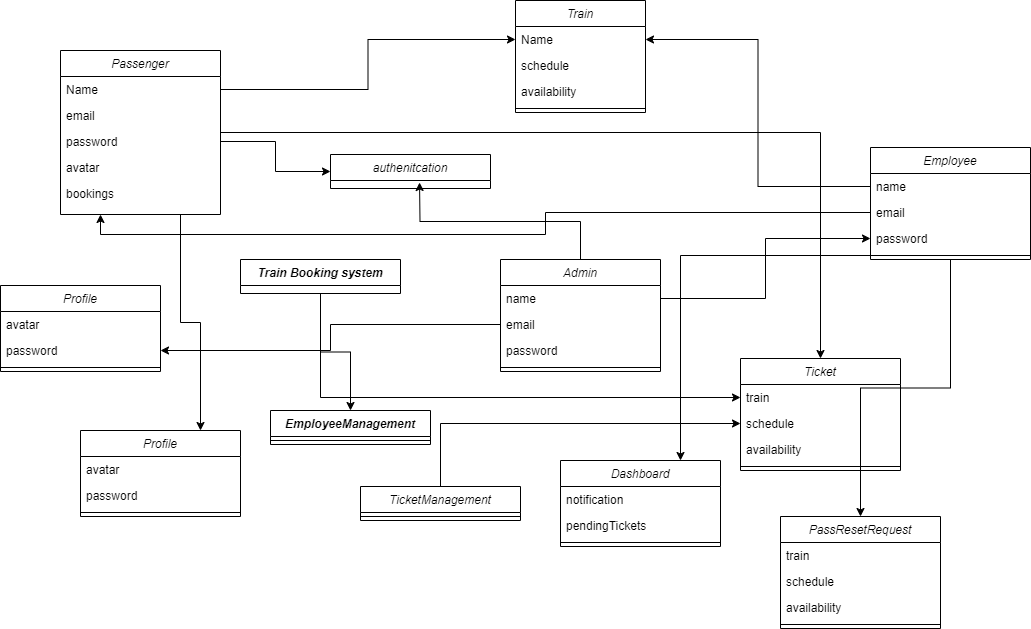 Train
Name
schedule
availability
Passenger
Name
email
password
avatar
bookings
authenitcation
Employee
name
email
password
Train Booking system
Admin
name
email
password
Profile
avatar
password
Ticket
train
schedule
availability
EmployeeManagement
Profile
avatar
password
Dashboard
notification
pendingTickets
TicketManagement
PassResetRequest
train
schedule
availability